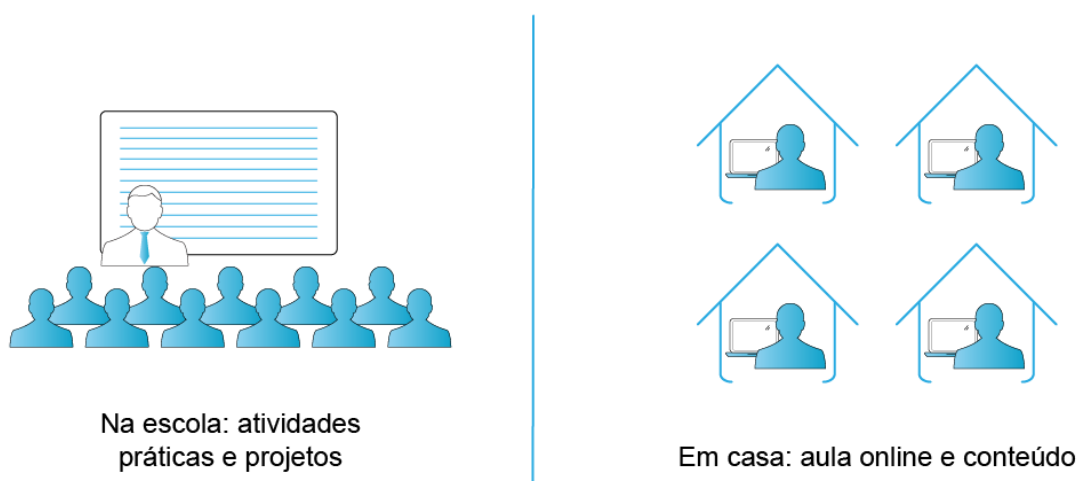 Na escola: atividades
práticas e projetos
Em casa: aula online e conteúdo